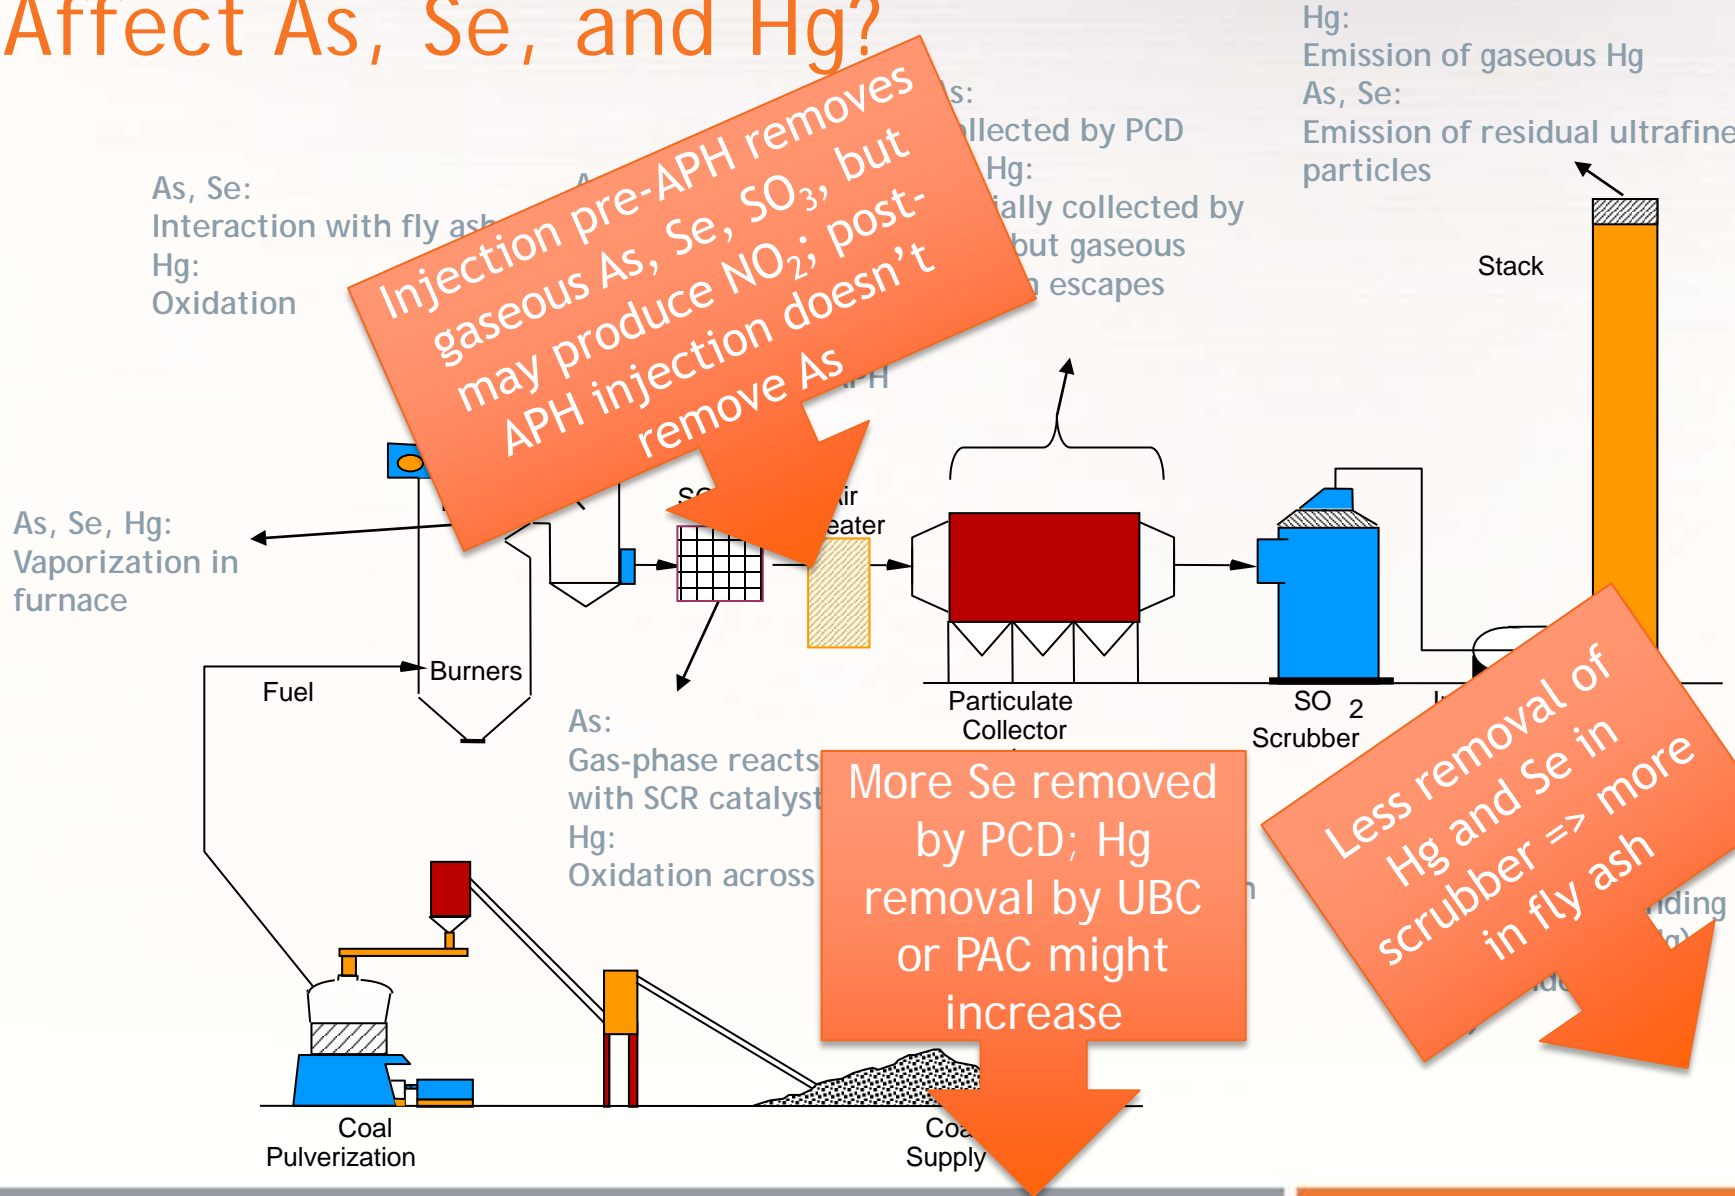 Affect As, Se, and Hg?
Hg:
Emission of gaseous Hg
As, Se:
Emission of residual ultrafine
particles
collected by PCD
Hg:
collected by
but gaseous
escapes
As, Se:
Interaction with fly ash
Hg:
Oxidation
Injection pre-APH removes
gaseous As, Se, SO₃, but
may produce NO₂; post-
APH injection doesn't
remove As
Stack
As, Se, Hg:
Vaporization in
furnace
Burners
Fuel
Particulate
Collector
SO 2
Scrubber
As:
Gas-phase reacts
with SCR catalyst
Hg:
Oxidation across
More Se removed
by PCD; Hg
removal by UBC
or PAC might
increase
Less removal of
Hg and Se in
scrubber => more
in fly ash
Coal
Pulverization
Coal
Supply